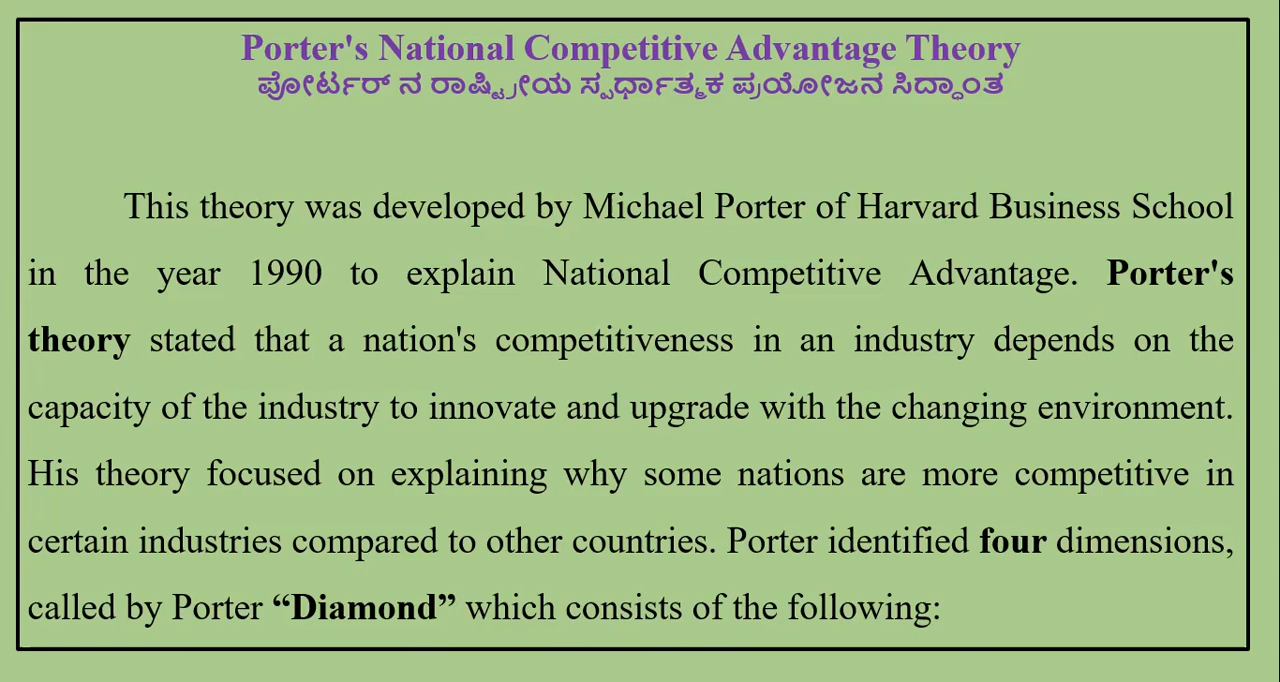 Porter's National Competitive Advantage Theory
ಪೋರ್ಟರ್ ನ ರಾಷ್ಟ್ರೀಯ ಸ್ಪರ್ಧಾತ್ಮಕ ಪ್ರಯೋಜನ ಸಿದ್ಧಾಂತ
This theory was developed by Michael Porter of Harvard Business School
in the year 1990 to explain National Competitive Advantage. Porter's
theory stated that a nation's competitiveness in an industry depends on the
capacity of the industry to innovate and upgrade with the changing environment.
His theory focused on explaining why some nations are more competitive in
certain industries compared to other countries. Porter identified four dimensions,
called by Porter “Diamond” which consists of the following: